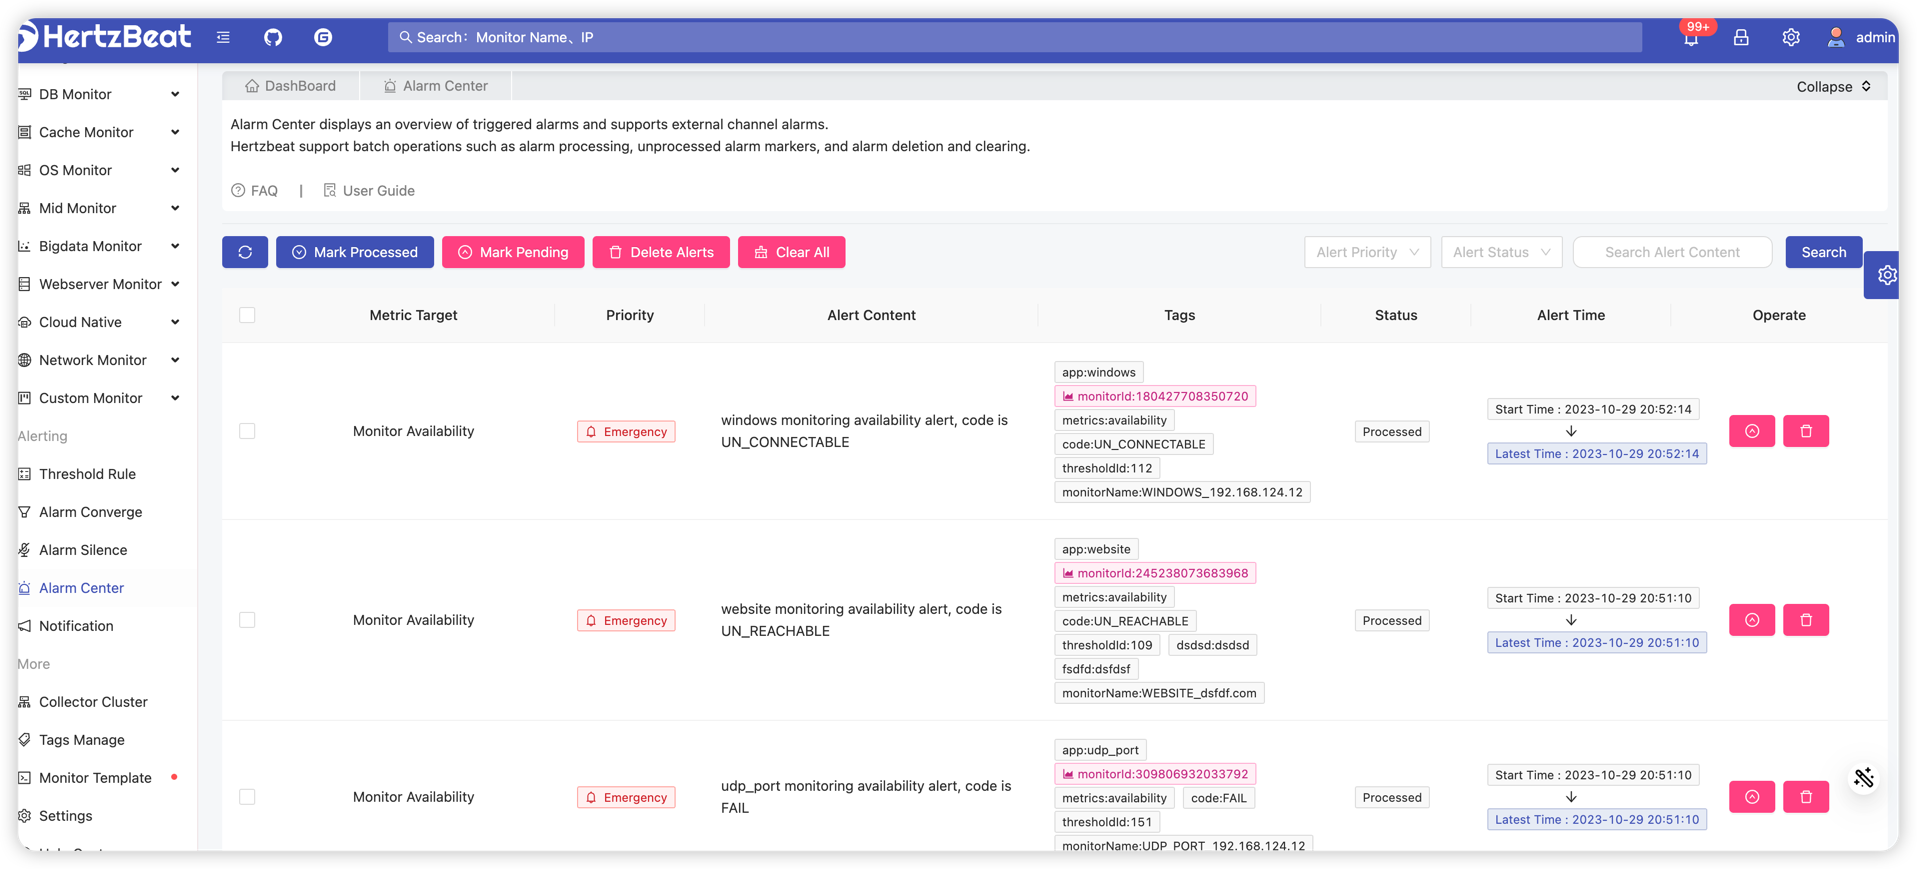 HertzBeat
Search: Monitor Name、IP
99+
admin
DB Monitor
Cache Monitor
OS Monitor
Mid Monitor
Bigdata Monitor
Webserver Monitor
Cloud Native
Network Monitor
Custom Monitor
Alerting
Threshold Rule
Alarm Converge
Alarm Silence
Alarm Center
Notification
More
Collector Cluster
Tags Manage
Monitor Template
Settings
DashBoard
Alarm Center
Collapse
Alarm Center displays an overview of triggered alarms and supports external channel alarms.
Hertzbeat support batch operations such as alarm processing, unprocessed alarm markers, and alarm deletion and clearing.
FAQ | User Guide
Mark Processed
Mark Pending
Delete Alerts
Clear All
Alert Priority
Alert Status
Search Alert Content
Search
Metric Target Priority Alert Content Tags Status Alert Time Operate
Monitor Availability
Emergency
windows monitoring availability alert, code is
UN_CONNECTABLE
app:windows
monitorId:180427708350720
metrics:availability
code:UN_CONNECTABLE
thresholdId:112
monitorName:WINDOWS_192.168.124.12
Processed
Start Time : 2023-10-29 20:52:14
Latest Time : 2023-10-29 20:52:14
Monitor Availability
Emergency
website monitoring availability alert, code is
UN_REACHABLE
app:website
monitorId:245238073683968
metrics:availability
code:UN_REACHABLE
thresholdId:109 dsdsd:dsdsd
fsdfd:dsfdsf
monitorName:WEBSITE_dsfdf.com
Processed
Start Time : 2023-10-29 20:51:10
Latest Time : 2023-10-29 20:51:10
Monitor Availability
Emergency
udp_port monitoring availability alert, code is
FAIL
app:udp_port
monitorId:309806932033792
metrics:availability code:FAIL
thresholdId:151
monitorName:UDP_PORT_192.168.124.12
Processed
Start Time : 2023-10-29 20:51:10
Latest Time : 2023-10-29 20:51:10